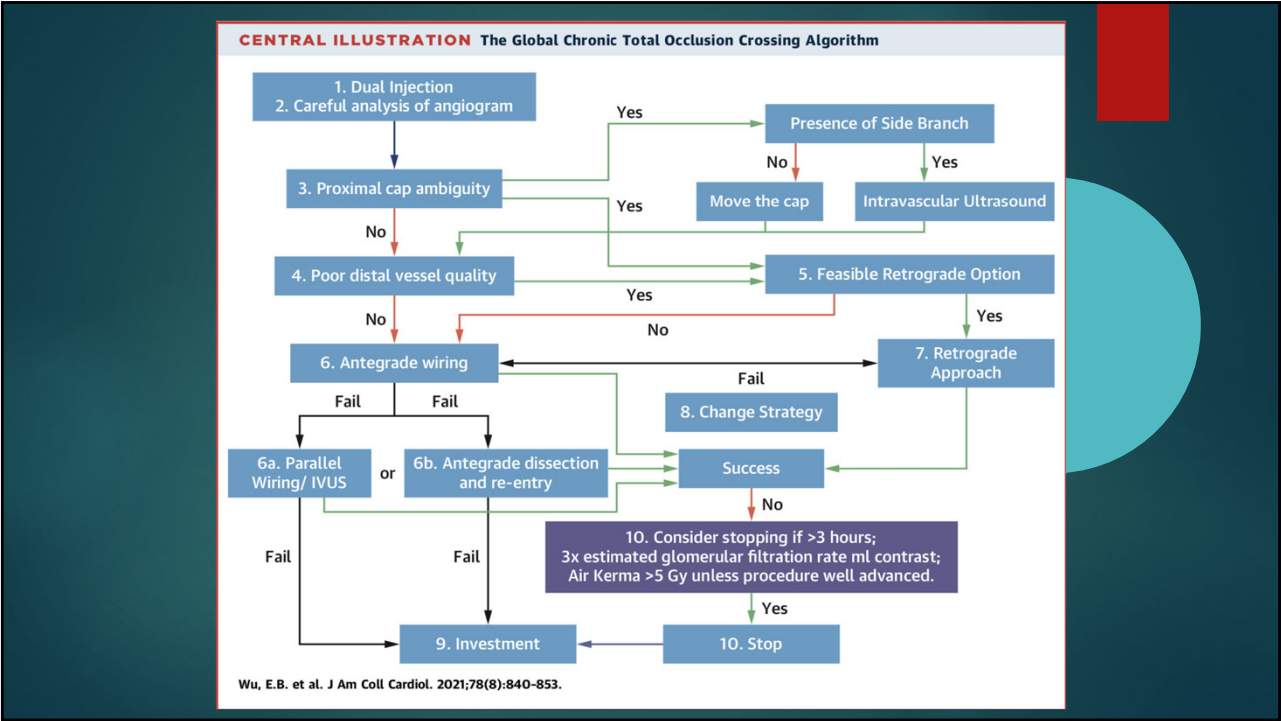 CENTRAL ILLUSTRATION The Global Chronic Total Occlusion Crossing Algorithm
1. Dual Injection
2. Careful analysis of angiogram
Yes
Presence of Side Branch
No
Yes
3. Proximal cap ambiguity
Move the cap
Intravascular Ultrasound
Yes
No
4. Poor distal vessel quality
5. Feasible Retrograde Option
Yes
No
No
Yes
6. Antegrade wiring
7. Retrograde
Approach
Fail
Fail
Fail
8. Change Strategy
6a. Parallel
Wiring/ IVUS
or
6b. Antegrade dissection
and re-entry
Success
No
10. Consider stopping if >3 hours;
3x estimated glomerular filtration rate ml contrast;
Air Kerma >5 Gy unless procedure well advanced.
Fail
Fail
Yes
9. Investment
10. Stop
Wu, E.B. et al. J Am Coll Cardiol. 2021;78(8):840-853.